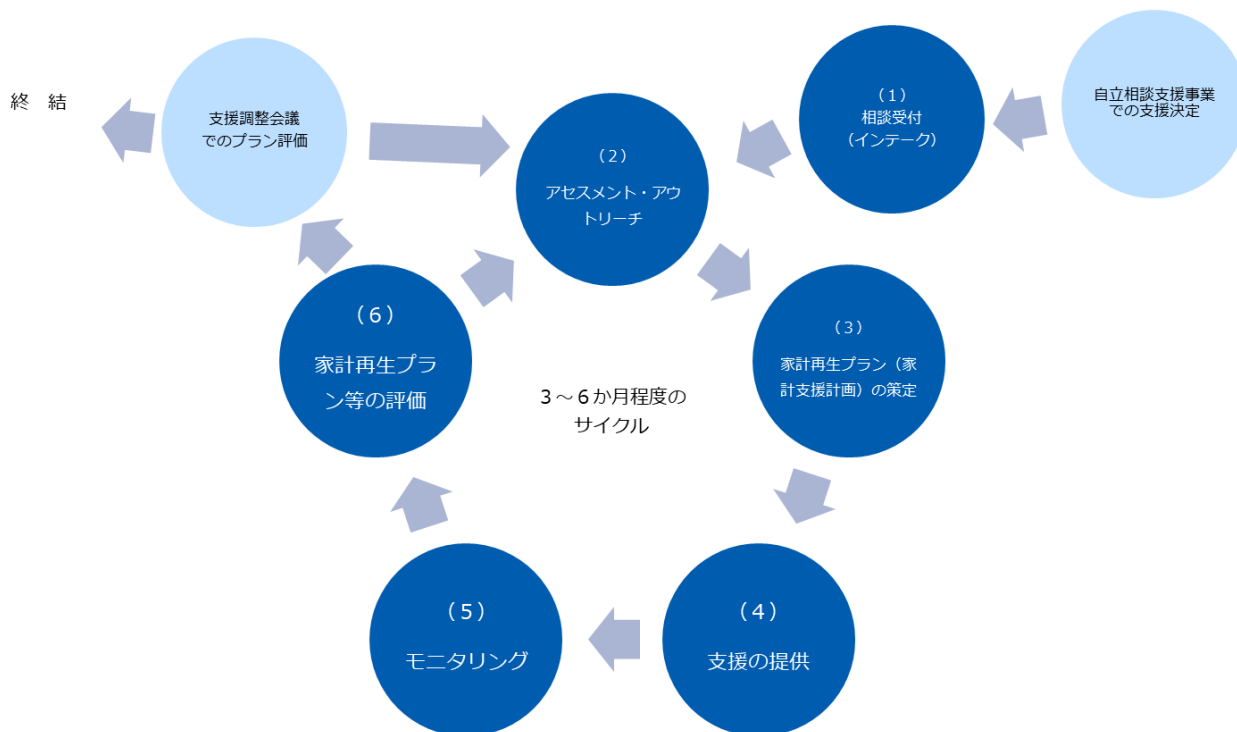 終　結
支援調整会議
でのプラン評価
（２）
アセスメント・アウ
トリーチ
（１）
相談受付
（インテーク）
自立相談支援事業
での支援決定
（６）
家計再生プラ
ン等の評価
３～６か月程度の
サイクル
（３）
家計再生プラン（家
計支援計画）の策定
（５）
モニタリング
（４）
支援の提供